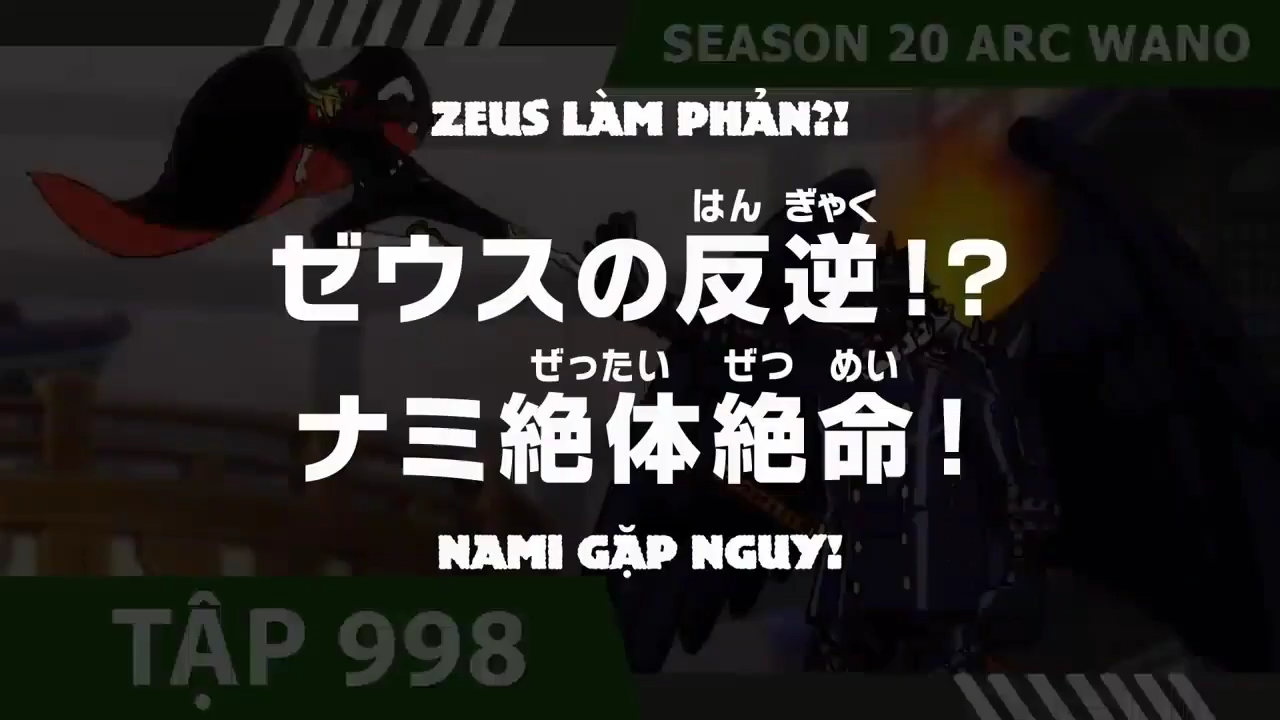 SEASON 20 ARC WANO
ZEUS LÀM PHẢN?!
はん ぎゃく
ゼウスの反逆!?
ぜったい ぜつ めい
ナミ絶体絶命!
NAMI GẶP NGUY!
TẬP 998